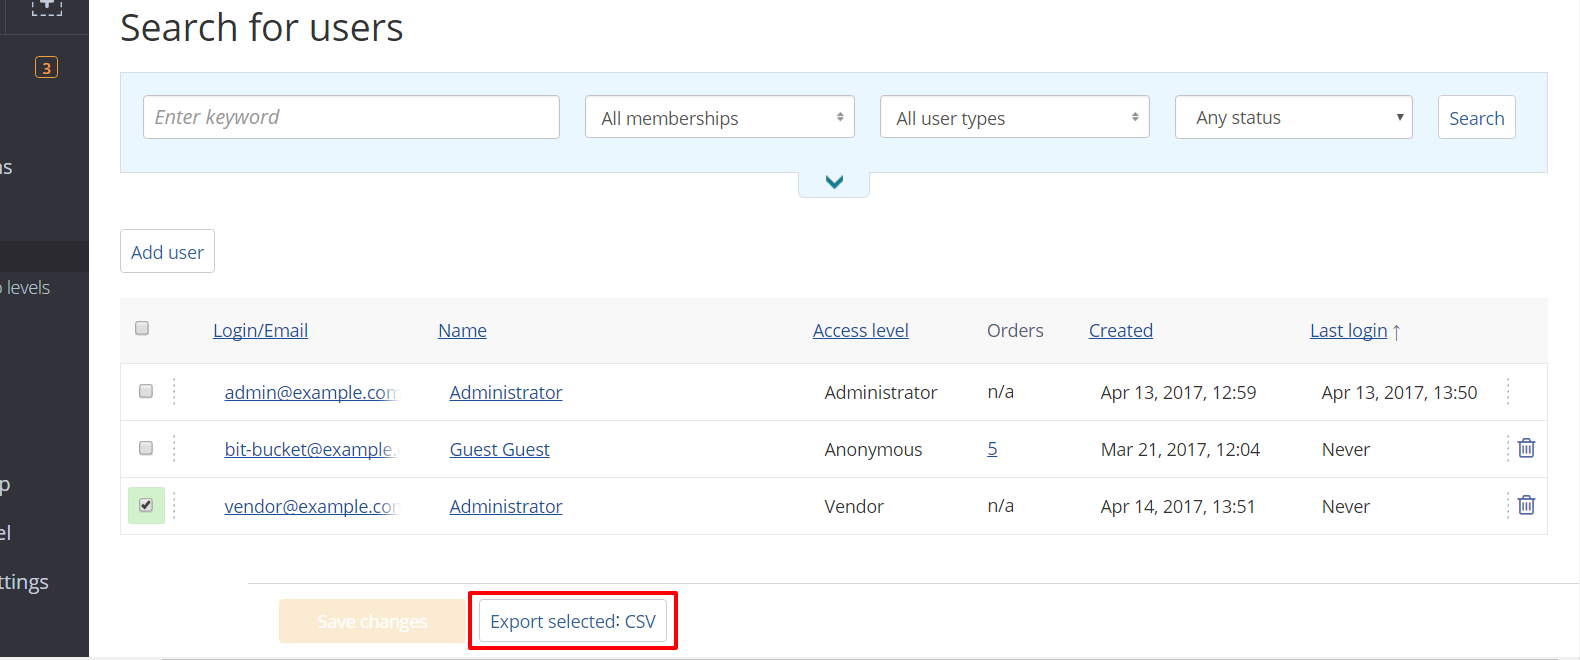 Search for users
3
Enter keyword All memberships All user types Any status Search
Add user
levels
Login/Email Name Access level Orders Created Last login ↑
admin@example.com Administrator Administrator n/a Apr 13, 2017, 12:59 Apr 13, 2017, 13:50
bit-bucket@example. Guest Guest Anonymous 5 Mar 21, 2017, 12:04 Never
vendor@example.com Administrator Vendor n/a Apr 14, 2017, 13:51 Never
ttings
Save changes Export selected: CSV